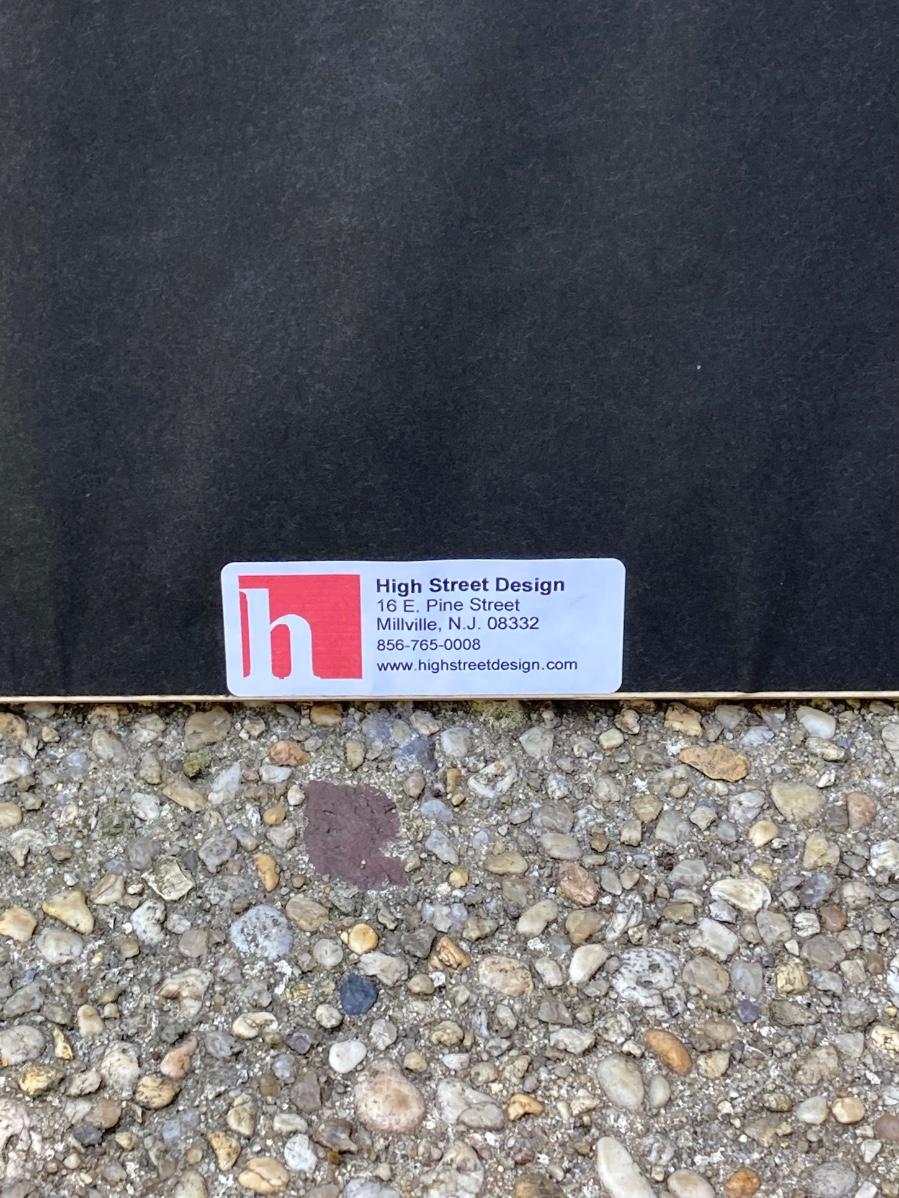 h
High Street Design
16 E. Pine Street
Millville, N.J. 08332
856-765-0008
www.highstreetdesign.com